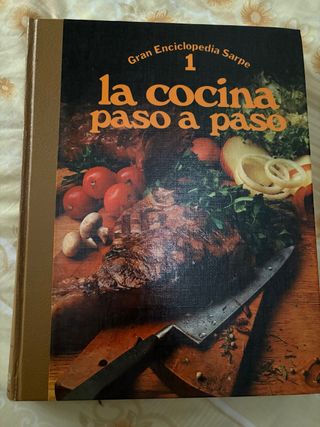 Gran Enciclopedia Sarpe
1
la cocina
paso a paso